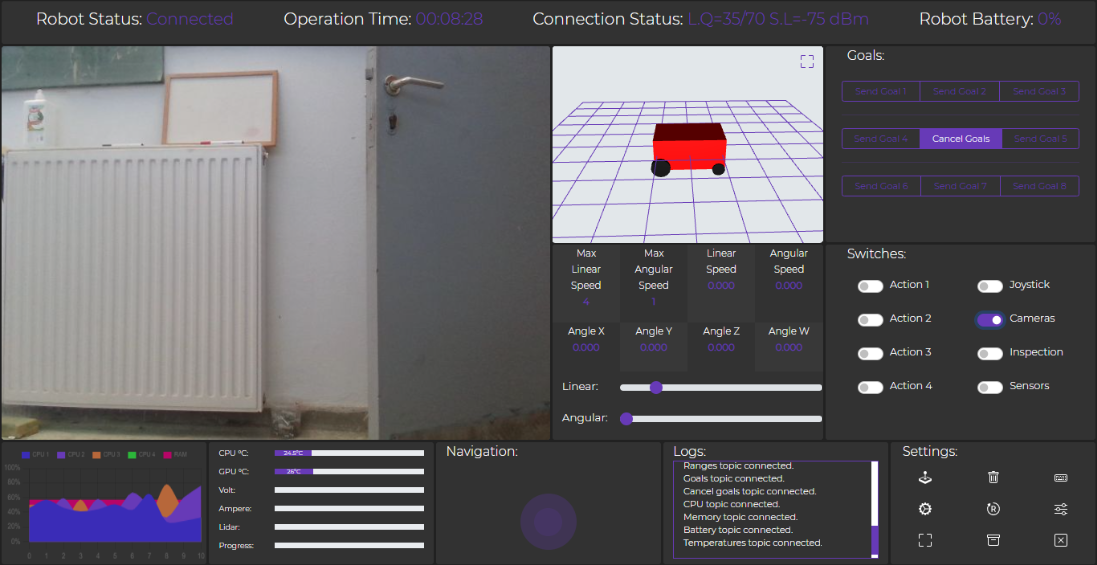 Robot Status: Connected
Operation Time: 00:08:28
Connection Status: L.Q=35/70 S.L=-75 dBm
Robot Battery: 0%
Goals:
Send Goal 1 Send Goal 2 Send Goal 3
Send Goal 4 Cancel Goals Send Goal 5
Send Goal 6 Send Goal 7 Send Goal 8
Max
Linear
Speed
4
Max
Angular
Speed
1
Linear
Speed
0.000
Angular
Speed
0.000
Angle X
0.000
Angle Y
0.000
Angle Z
0.000
Angle W
0.000
Linear:
Angular:
Switches:
Action 1 Joystick
Action 2 Cameras
Action 3 Inspection
Action 4 Sensors
CPU 1 CPU 2 CPU 3 CPU 4 RAM
100%
80%
60%
40%
20%
0%
0 1 2 3 4 5 6 7 8 9 10
CPU ºC: 24.5°C
GPU ºC: 25°C
Volt:
Ampere:
Lidar:
Progress:
Navigation:
Logs:
Ranges topic connected.
Goals topic connected.
Cancel goals topic connected.
CPU topic connected.
Memory topic connected.
Battery topic connected.
Temperatures topic connected.
Settings:
R